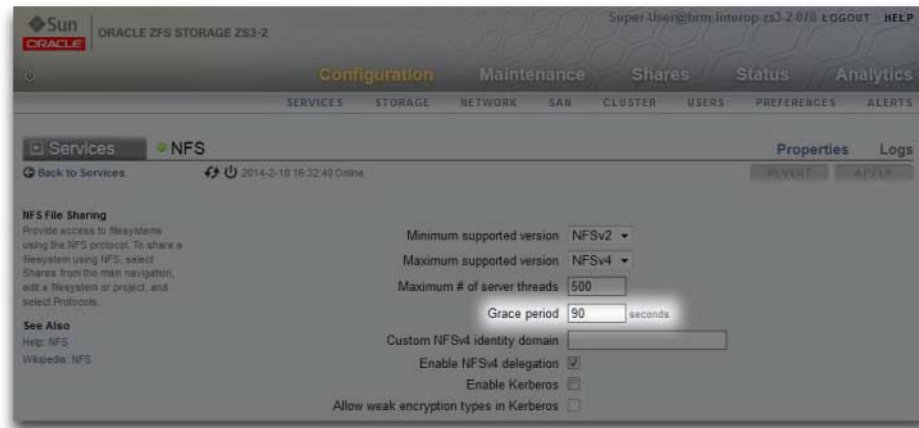 Sun
ORACLE
ORACLE ZFS STORAGE ZS3-2
Super-User@brm-interop-zs3-2-078 LOGOUT HELP
Configuration Maintenance Shares Status Analytics
SERVICES STORAGE NETWORK SAN CLUSTER USERS PREFERENCES ALERTS
Services NFS Properties Logs
Back to Services 2014-2-18 Online REVERT APPLY
NFS File Sharing
Provide access to filesystems
using the NFS protocol. To share a
filesystem using NFS, select
Shares from the main navigation,
edit a filesystem or project, and
select Protocols.
See Also
Help: NFS
Wikipedia: NFS
Minimum supported version NFSv2
Maximum supported version NFSv4
Maximum # of server threads 500
Grace period 90 seconds
Custom NFSv4 identity domain
Enable NFSv4 delegation
Enable Kerberos
Allow weak encryption types in Kerberos